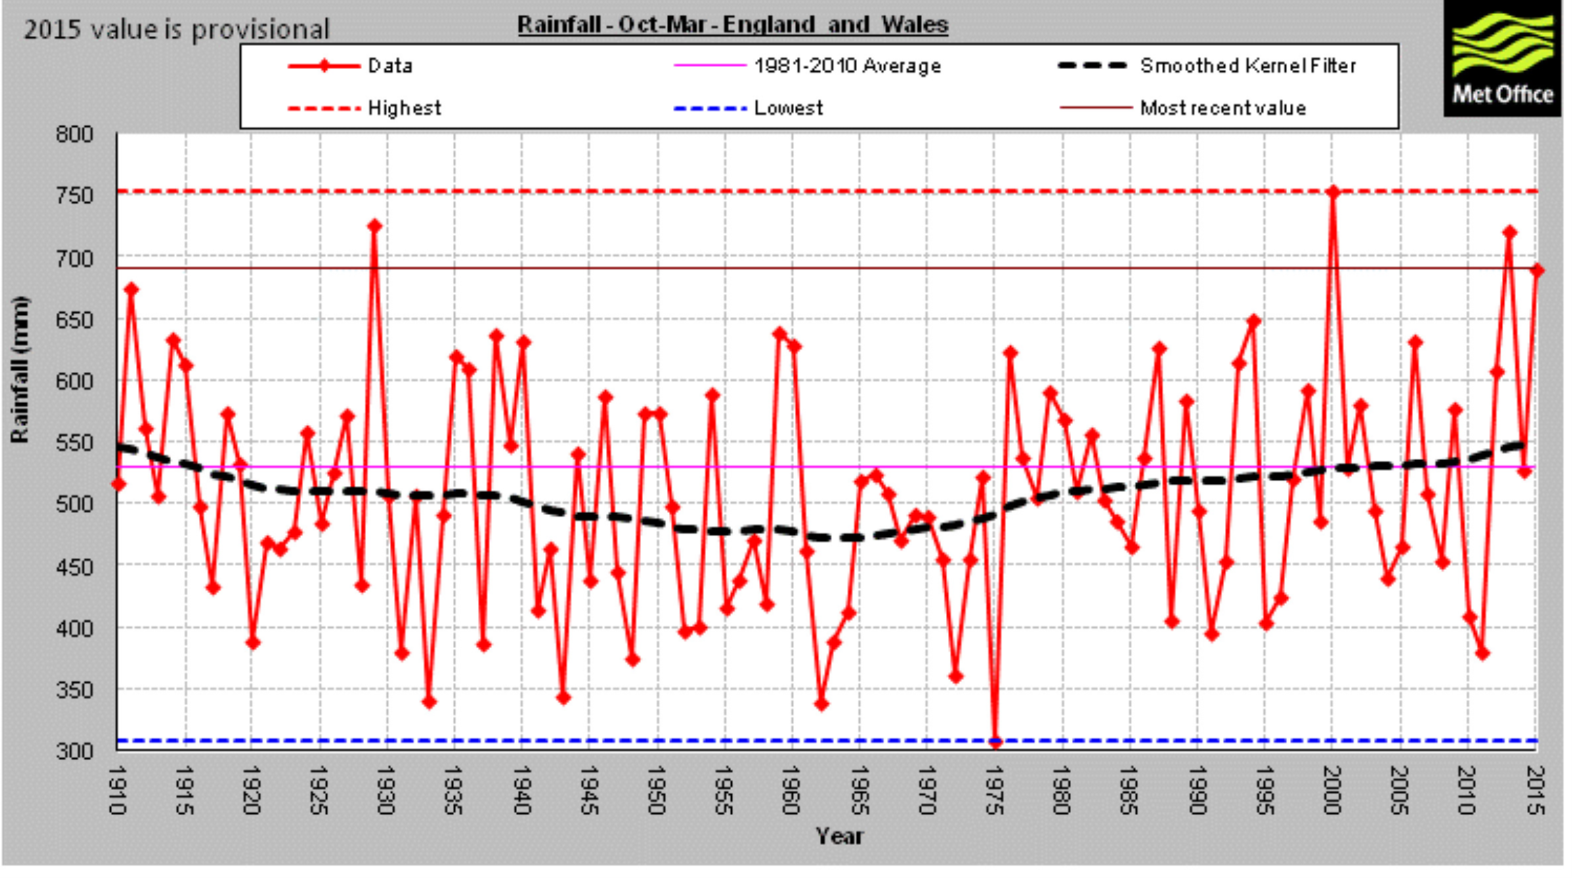 2015 value is provisional
Rainfall - Oct-Mar - England and Wales
Data 1981-2010 Average Smoothed Kernel Filter
Highest Lowest Most recent value
Met Office
800
750
700
650
600
550
500
450
400
350
300
Rainfall (mm)
1910 1915 1920 1925 1930 1935 1940 1945 1950 1955 1960 1965 1970 1975 1980 1985 1990 1995 2000 2005 2010 2015
Year